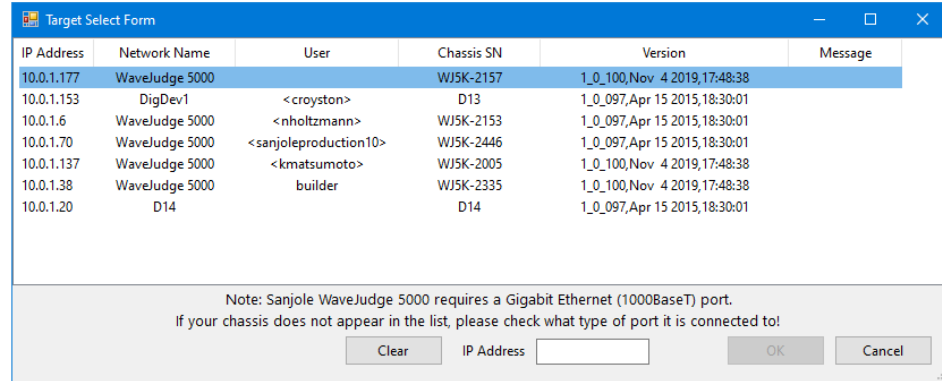 Target Select Form
IP Address Network Name User Chassis SN Version Message
10.0.1.177 WaveJudge 5000 WJ5K-2157 1_0_100,Nov  4 2019,17:48:38
10.0.1.153 DigDev1 <croyston> D13 1_0_097,Apr 15 2015,18:30:01
10.0.1.6 WaveJudge 5000 <nholtzmann> WJ5K-2153 1_0_097,Apr 15 2015,18:30:01
10.0.1.70 WaveJudge 5000 <sanjoleproduction10> WJ5K-2446 1_0_097,Apr 15 2015,18:30:01
10.0.1.137 WaveJudge 5000 <kmatsumoto> WJ5K-2005 1_0_100,Nov  4 2019,17:48:38
10.0.1.38 WaveJudge 5000 builder WJ5K-2335 1_0_100,Nov  4 2019,17:48:38
10.0.1.20 D14 D14 1_0_097,Apr 15 2015,18:30:01
Note: Sanjole WaveJudge 5000 requires a Gigabit Ethernet (1000BaseT) port.
If your chassis does not appear in the list, please check what type of port it is connected to!
Clear IP Address OK Cancel